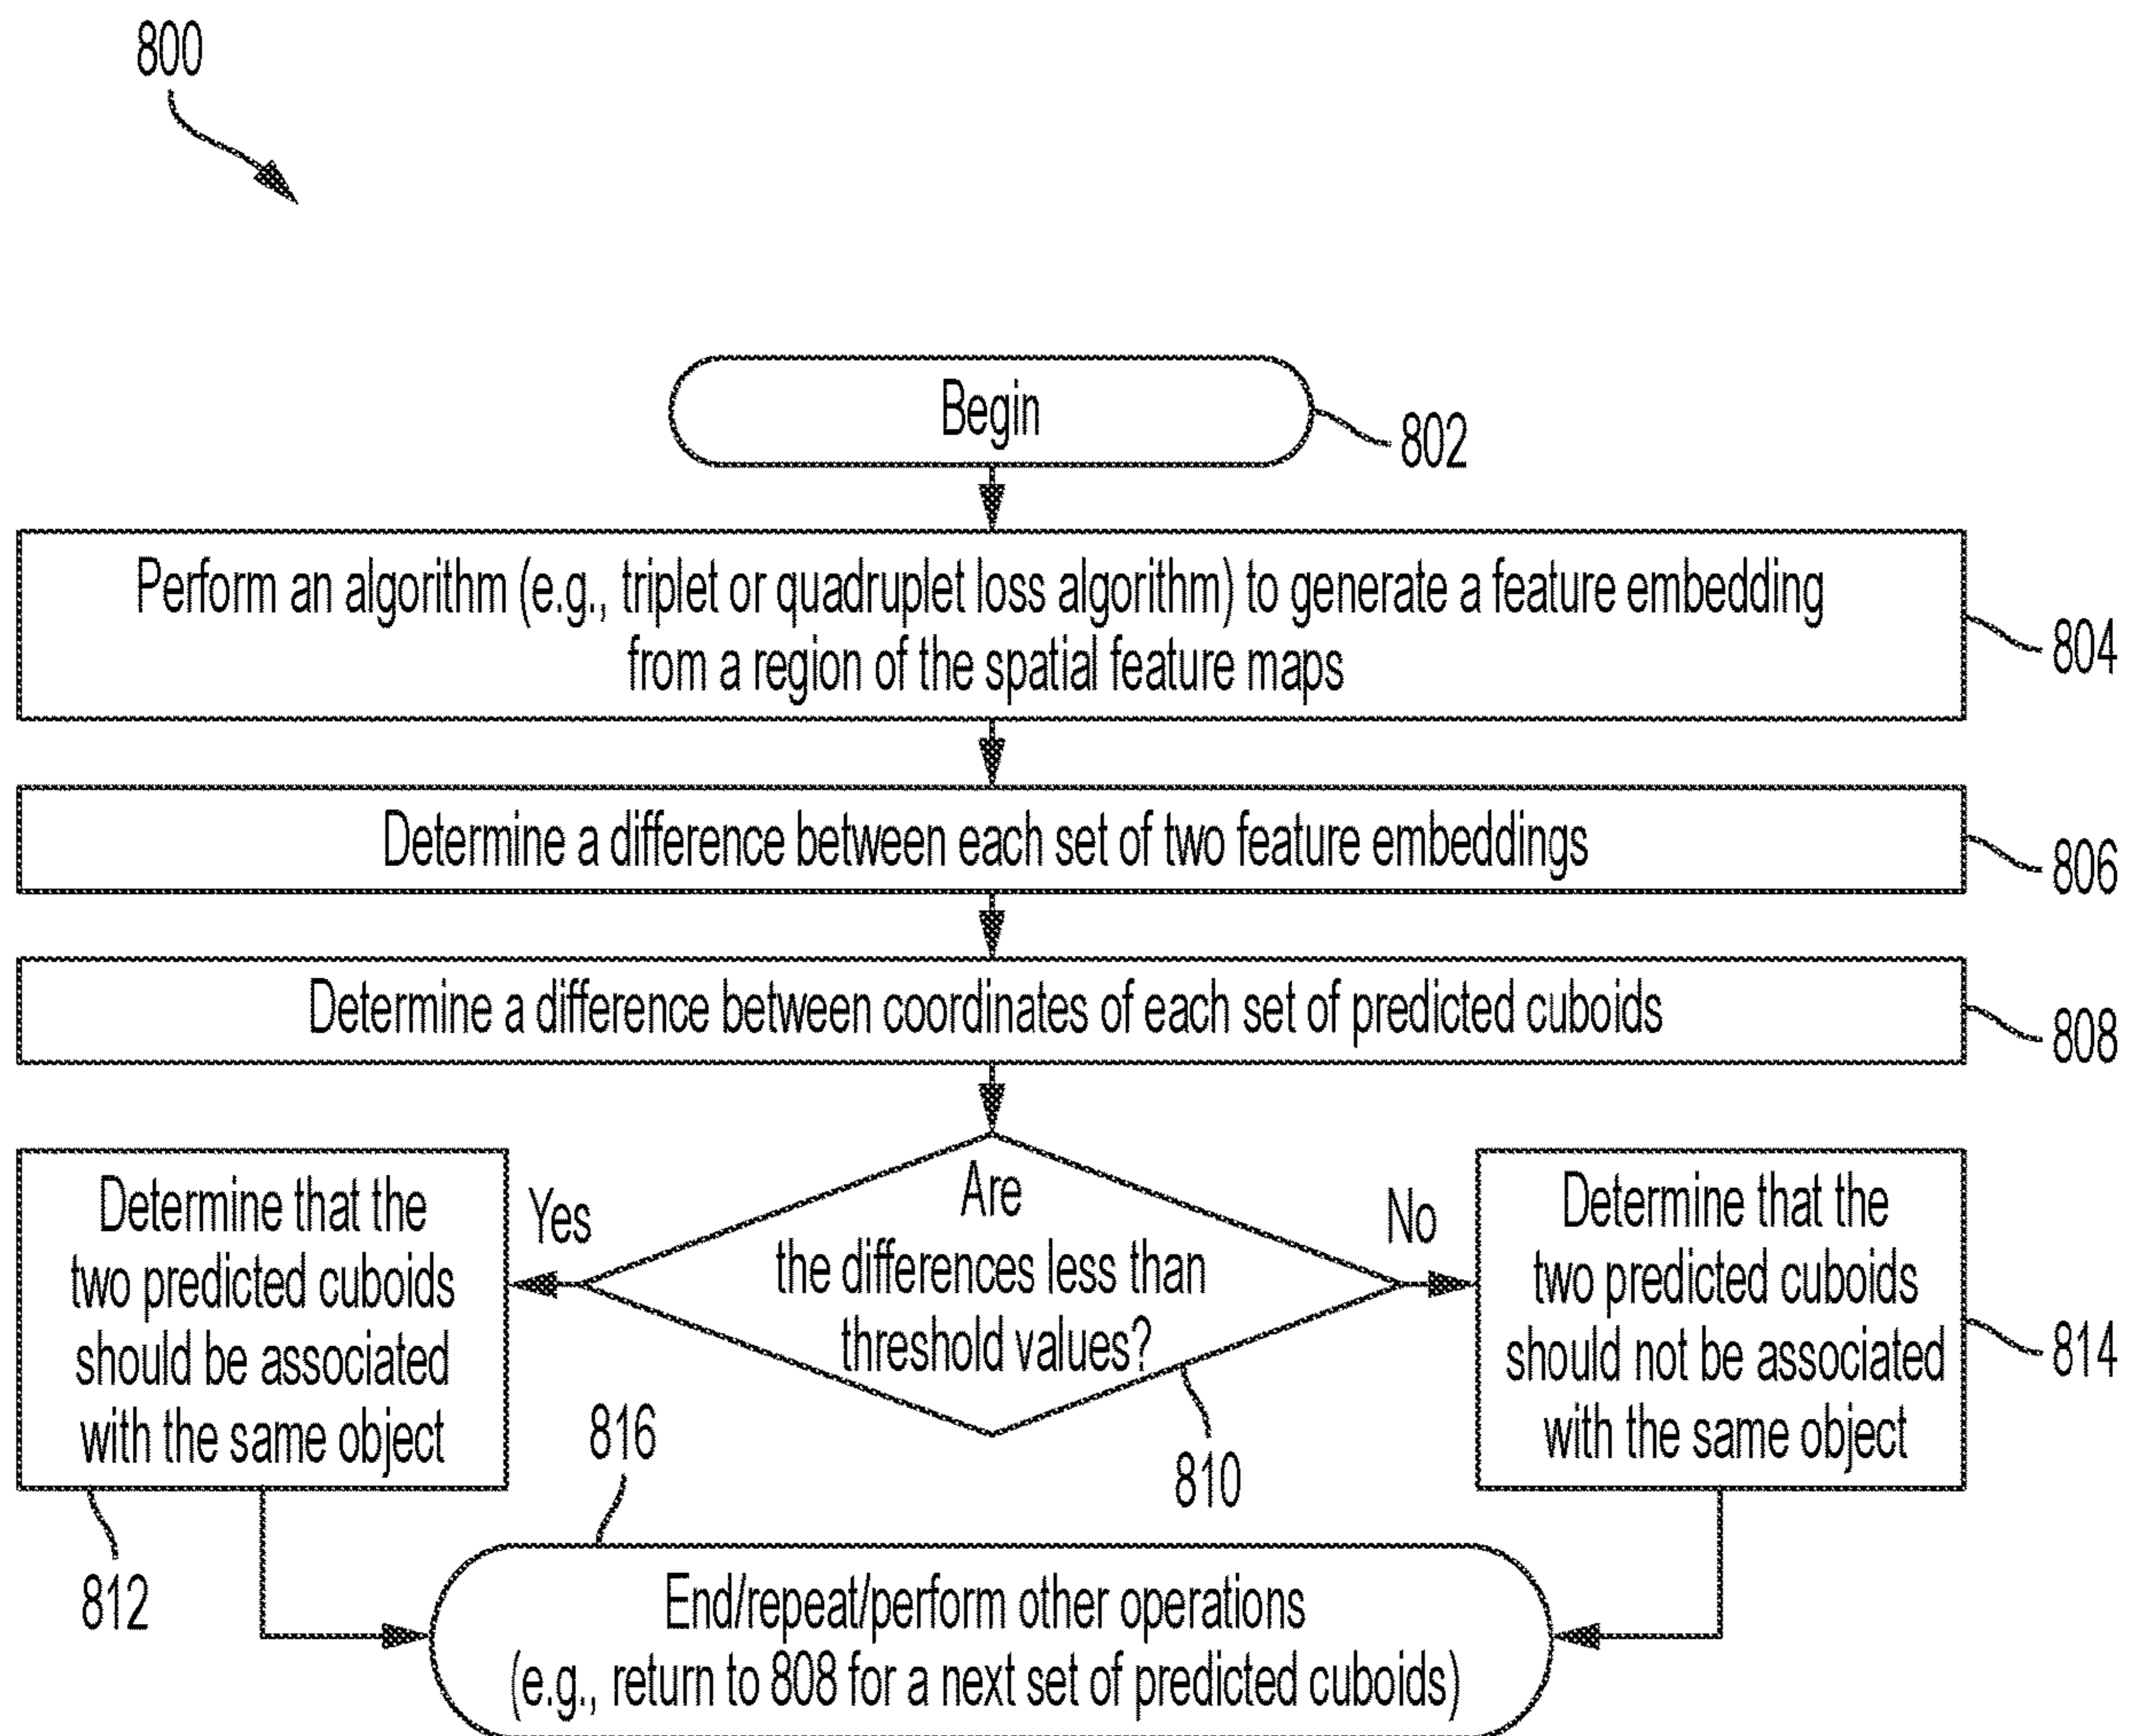 800
Begin
802
Perform an algorithm (e.g., triplet or quadruplet loss algorithm) to generate a feature embedding
from a region of the spatial feature maps
804
Determine a difference between each set of two feature embeddings
806
Determine a difference between coordinates of each set of predicted cuboids
808
Determine that the
two predicted cuboids
should be associated
with the same object
812
Yes
Are
the differences less than
threshold values?
810
No
Determine that the
two predicted cuboids
should not be associated
with the same object
814
816
End/repeat/perform other operations
(e.g., return to 808 for a next set of predicted cuboids)